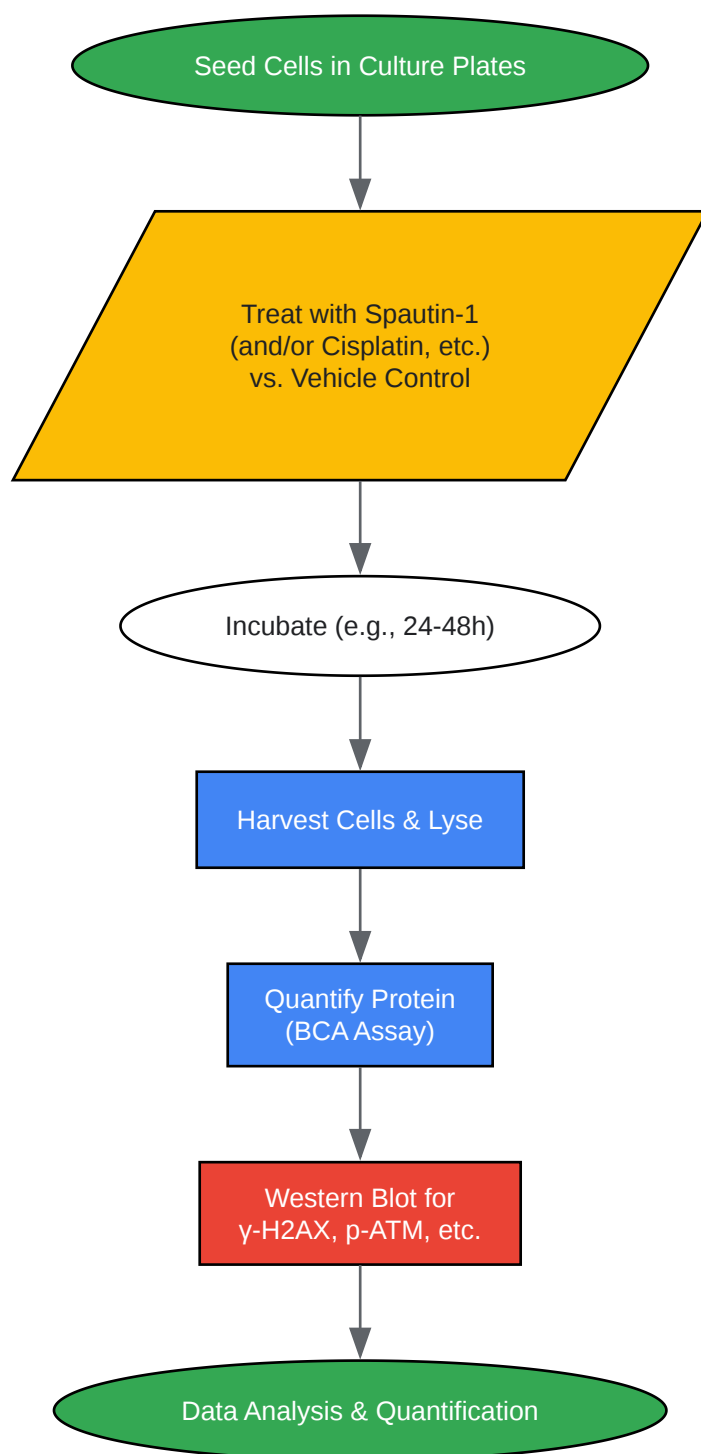 Seed Cells in Culture Plates
Treat with Spautin-1
(and/or Cisplatin, etc.)
vs. Vehicle Control
Incubate (e.g., 24-48h)
Harvest Cells & Lyse
Quantify Protein
(BCA Assay)
Western Blot for
γ-H2AX, p-ATM, etc.
Data Analysis & Quantification